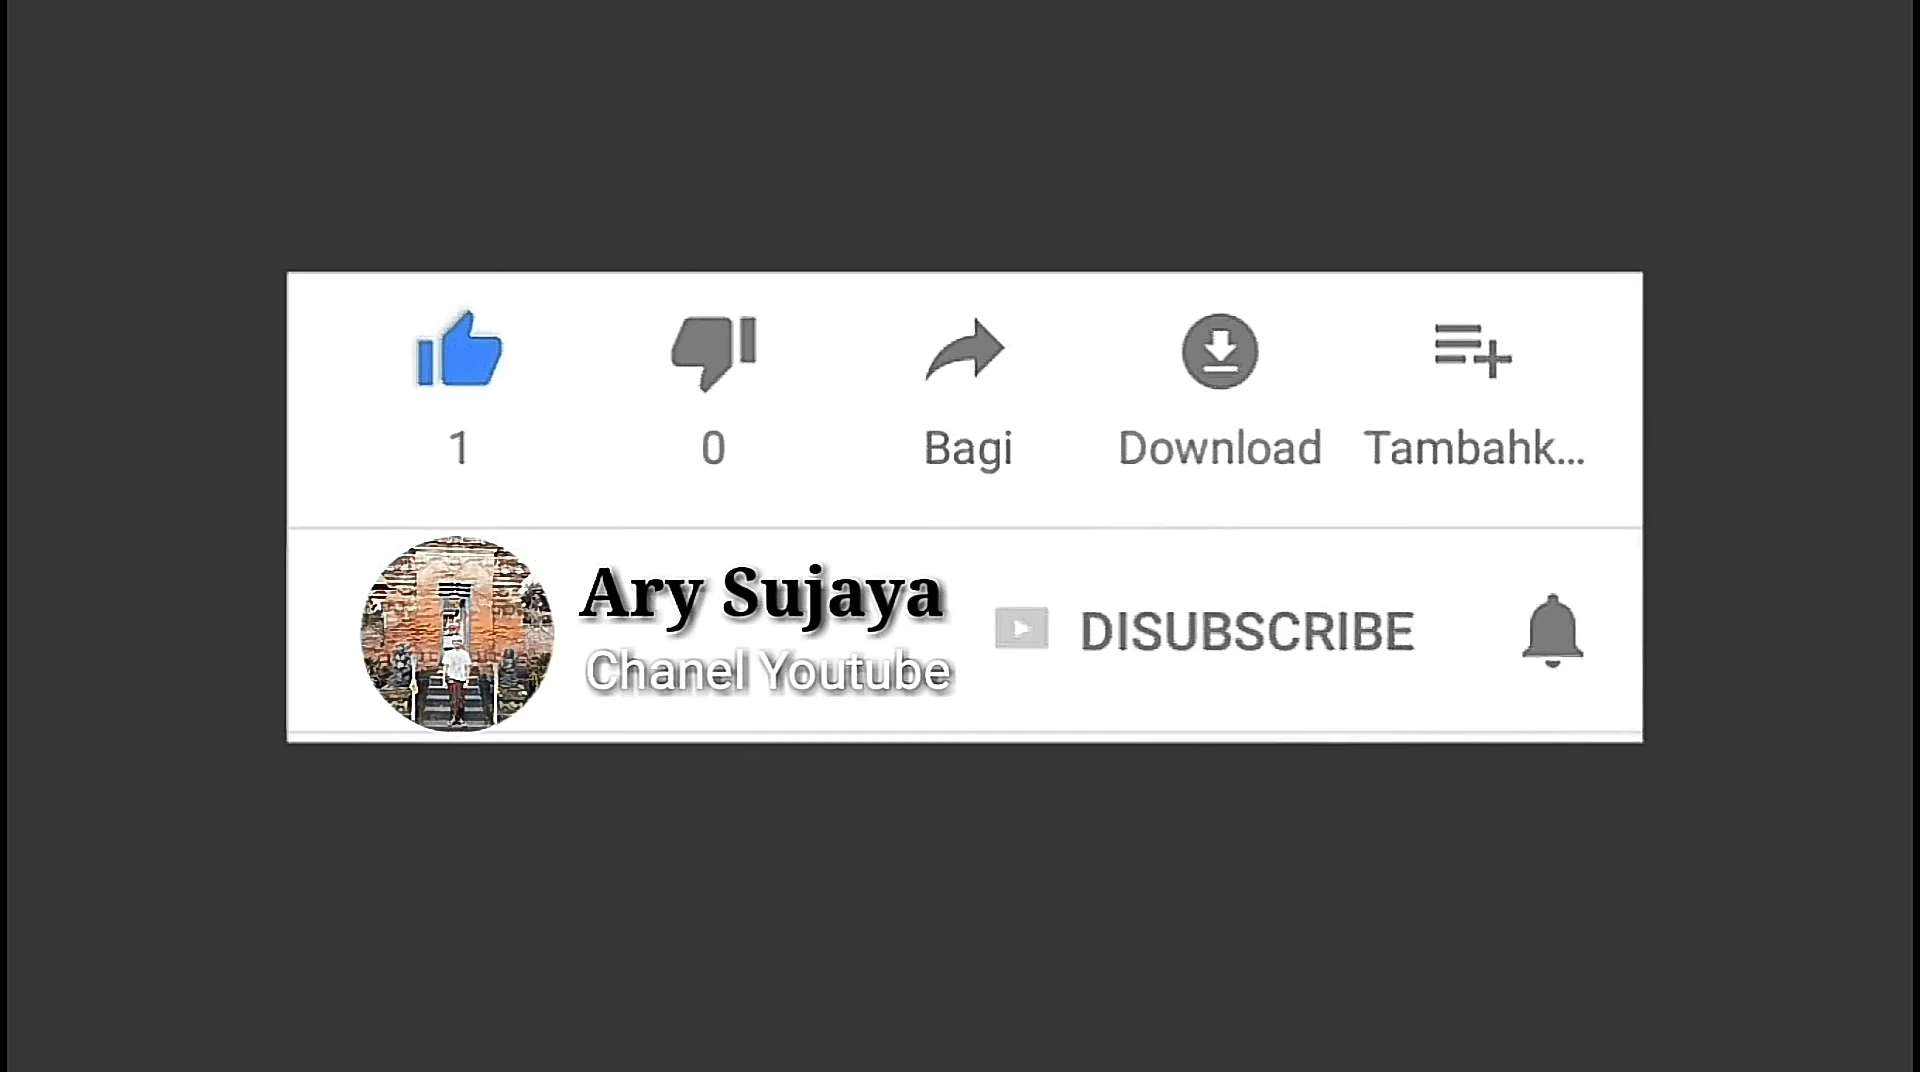 1
0
Bagi
Download
Tambahk...
Ary Sujaya
Chanel Youtube
DISUBSCRIBE